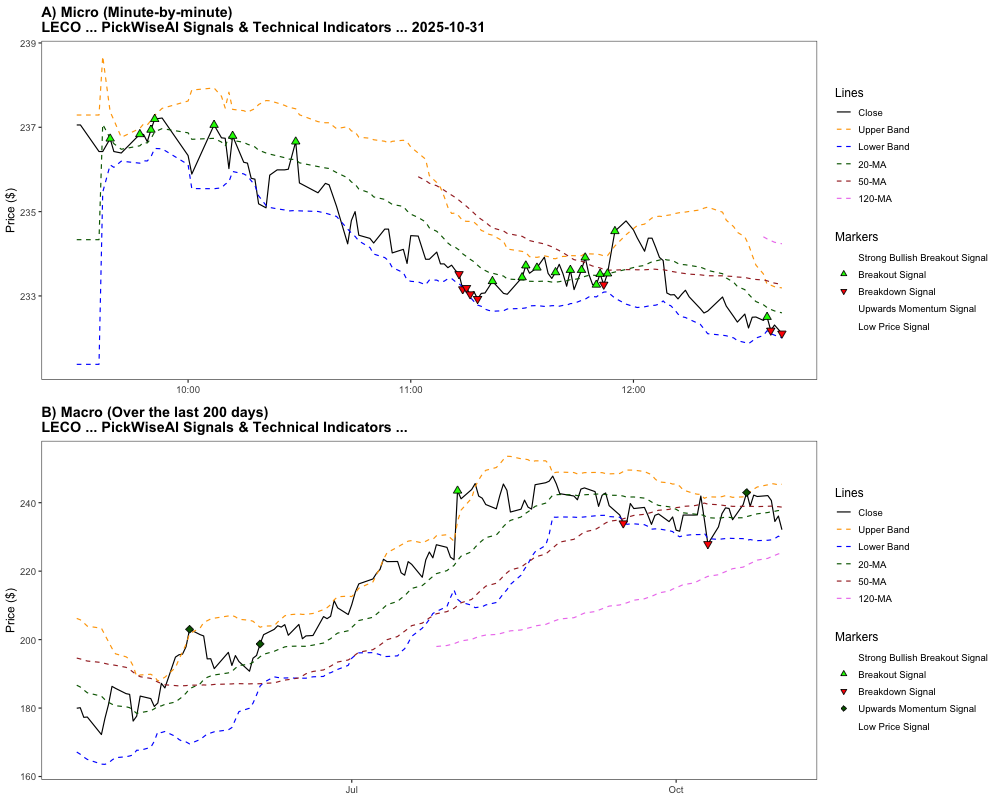 A) Micro (Minute-by-minute)
LECO ... PickWiseAI Signals & Technical Indicators ... 2025-10-31
239
237
235
233
Price ($)
10:00
11:00
12:00
Lines
Close
Upper Band
Lower Band
20-MA
50-MA
120-MA
Markers
Strong Bullish Breakout Signal
Breakout Signal
Breakdown Signal
Upwards Momentum Signal
Low Price Signal
B) Macro (Over the last 200 days)
LECO ... PickWiseAI Signals & Technical Indicators ...
240
220
200
180
160
Price ($)
Jul
Oct
Lines
Close
Upper Band
Lower Band
20-MA
50-MA
120-MA
Markers
Strong Bullish Breakout Signal
Breakout Signal
Breakdown Signal
Upwards Momentum Signal
Low Price Signal